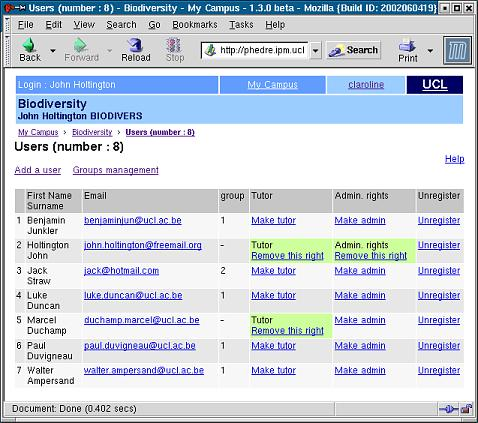 Users (number : 8) - Biodiversity - My Campus - 1.3.0 beta - Mozilla {Build ID: 2002060419}
File Edit View Search Go Bookmarks Tasks Help
Back Forward Reload Stop http://phedre.ipm.ucl Search Print
Login : John Holtington My Campus claroline UCL
Biodiversity
John Holtington BIODIVERS
My Campus > Biodiversity > Users (number : 8)
Users (number : 8)
Help
Add a user Groups management
First Name Surname Email group Tutor Admin. rights Unregister
1 Benjamin Junkler benjaminjun@ucl.ac.be 1 Make tutor Make admin Unregister
2 Holtington John john.holtington@freemail.org - Tutor Remove this right Admin. rights Remove this right Unregister
3 Jack Straw jack@hotmail.com 2 Make tutor Make admin Unregister
4 Luke Duncan luke.duncan@ucl.ac.be 1 Make tutor Make admin Unregister
5 Marcel Duchamp duchamp.marcel@ucl.ac.be - Tutor Remove this right Make admin Unregister
6 Paul Duvigneau paul.duvigneau@ucl.ac.be 1 Make tutor Make admin Unregister
7 Walter Ampersand walter.ampersand@ucl.ac.be 1 Make tutor Make admin Unregister
Document: Done (0.402 secs)